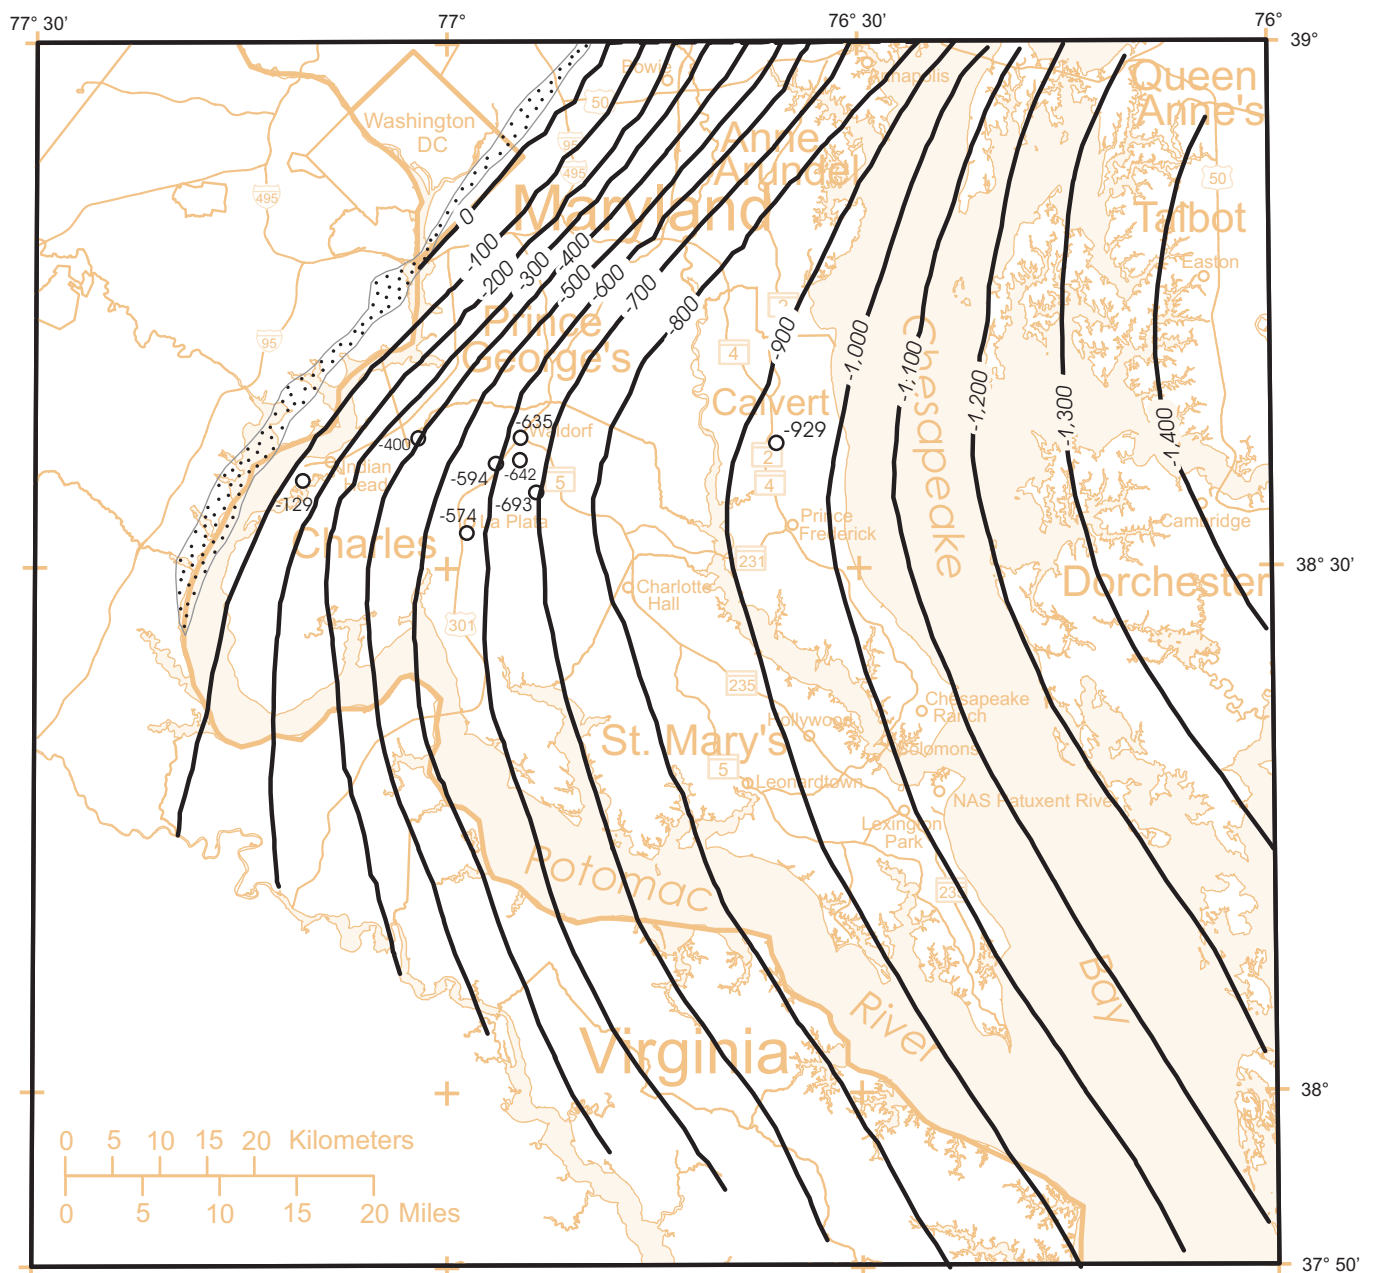 77° 30'
77°
76° 30'
76°
39°
Bowie
Annapolis
Queen
Anne's
50
Washington
DC
Anne
Arundel
95
495
495
50
Maryland
Talbot
0
-100
-200
-300
-400
-500
-600
-700
-800
-900
-1,000
-1,100
-1,200
-1,300
-1,400
Easton
95
Prince
George's
4
Chesapeake
Calvert
-635
Waldorf
-929
-400
2
4
Indian
Head
-594
-642
5
-129
-693
-574
La Plata
Prince
Frederick
Cambridge
Charles
231
38° 30'
Charlotte
Hall
Dorchester
301
235
Chesapeake
Ranch
Hollywood
St. Mary's
Solomons
5
Leonardtown
NAS Patuxent River
Lexington
Park
Potomac
235
Bay
River
Virginia
38°
0 5 10 15 20 Kilometers
0 5 10 15 20 Miles
37° 50'